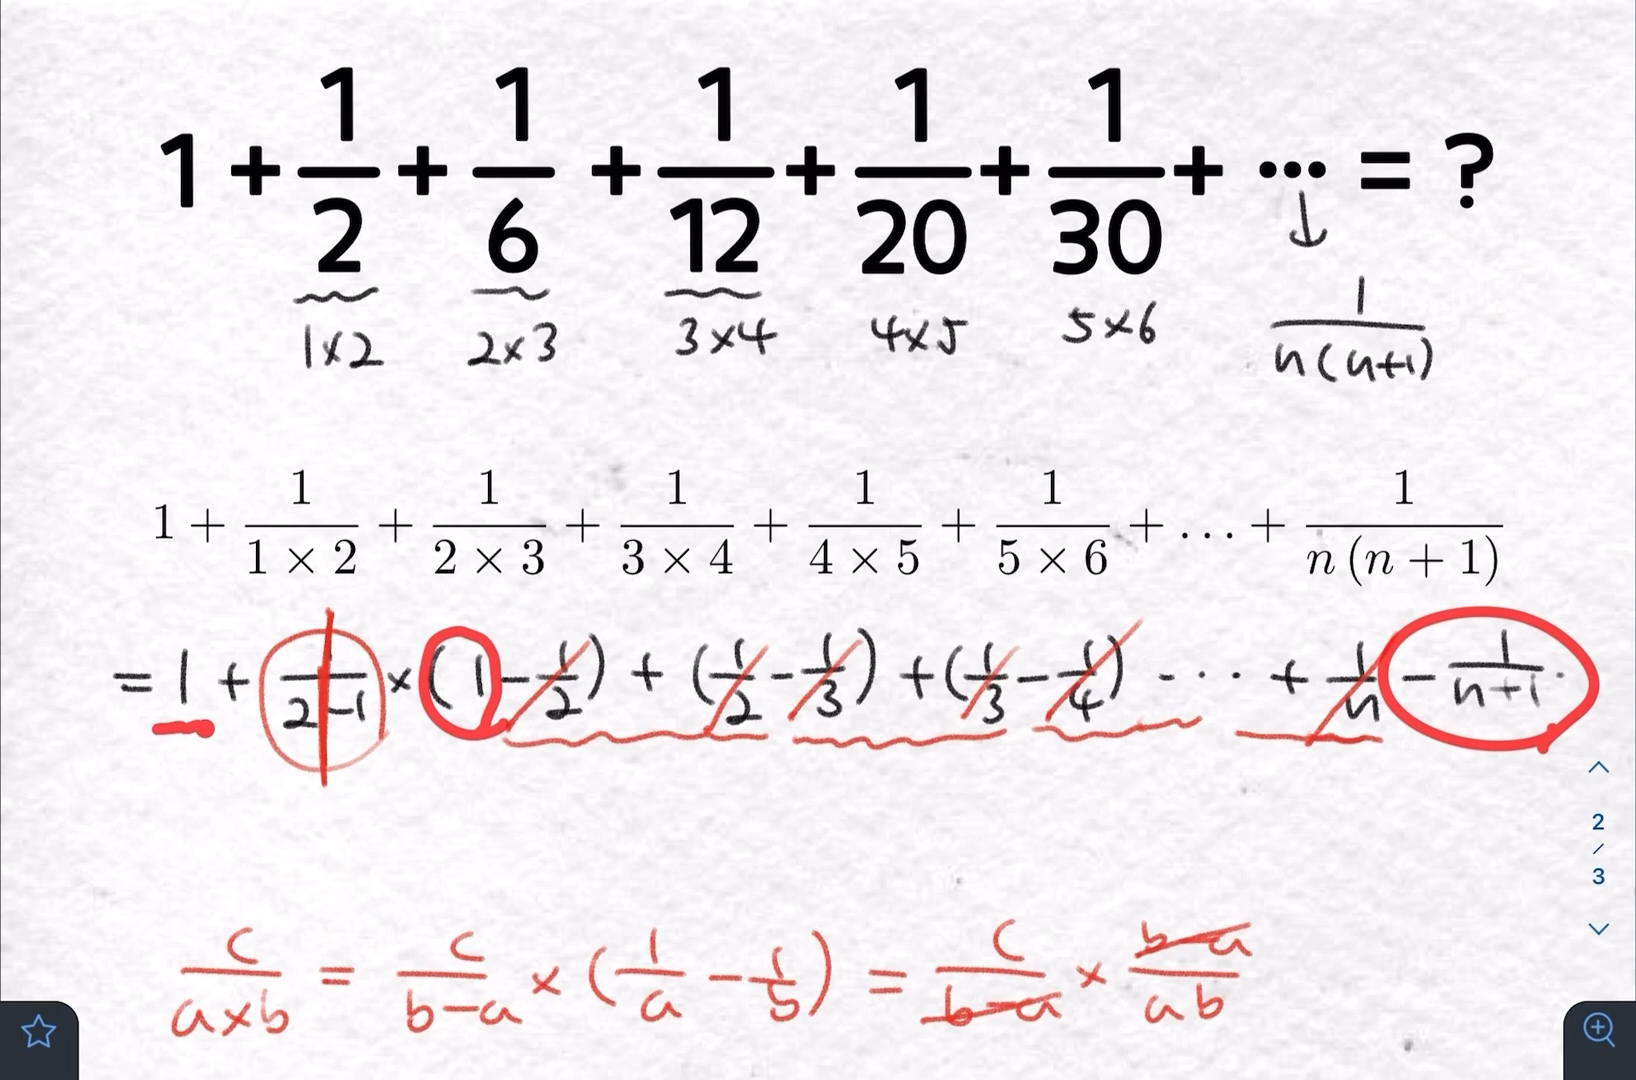 1 + 1/2 + 1/6 + 1/12 + 1/20 + 1/30 + ··· = ?
1×2 2×3 3×4 4×5 5×6 ↓ 1/n(n+1)
1 + 1/(1 × 2) + 1/(2 × 3) + 1/(3 × 4) + 1/(4 × 5) + 1/(5 × 6) + ... + 1/(n (n + 1))
= 1 + 1/(2-1) × (1 - 1/2) + (1/2 - 1/3) + (1/3 - 1/4) - ··· + 1/n - 1/(n+1)
2
/
3
c/(a×b) = c/(b-a) × (1/a - 1/b) = c/(b-a) × (b-a)/(ab)